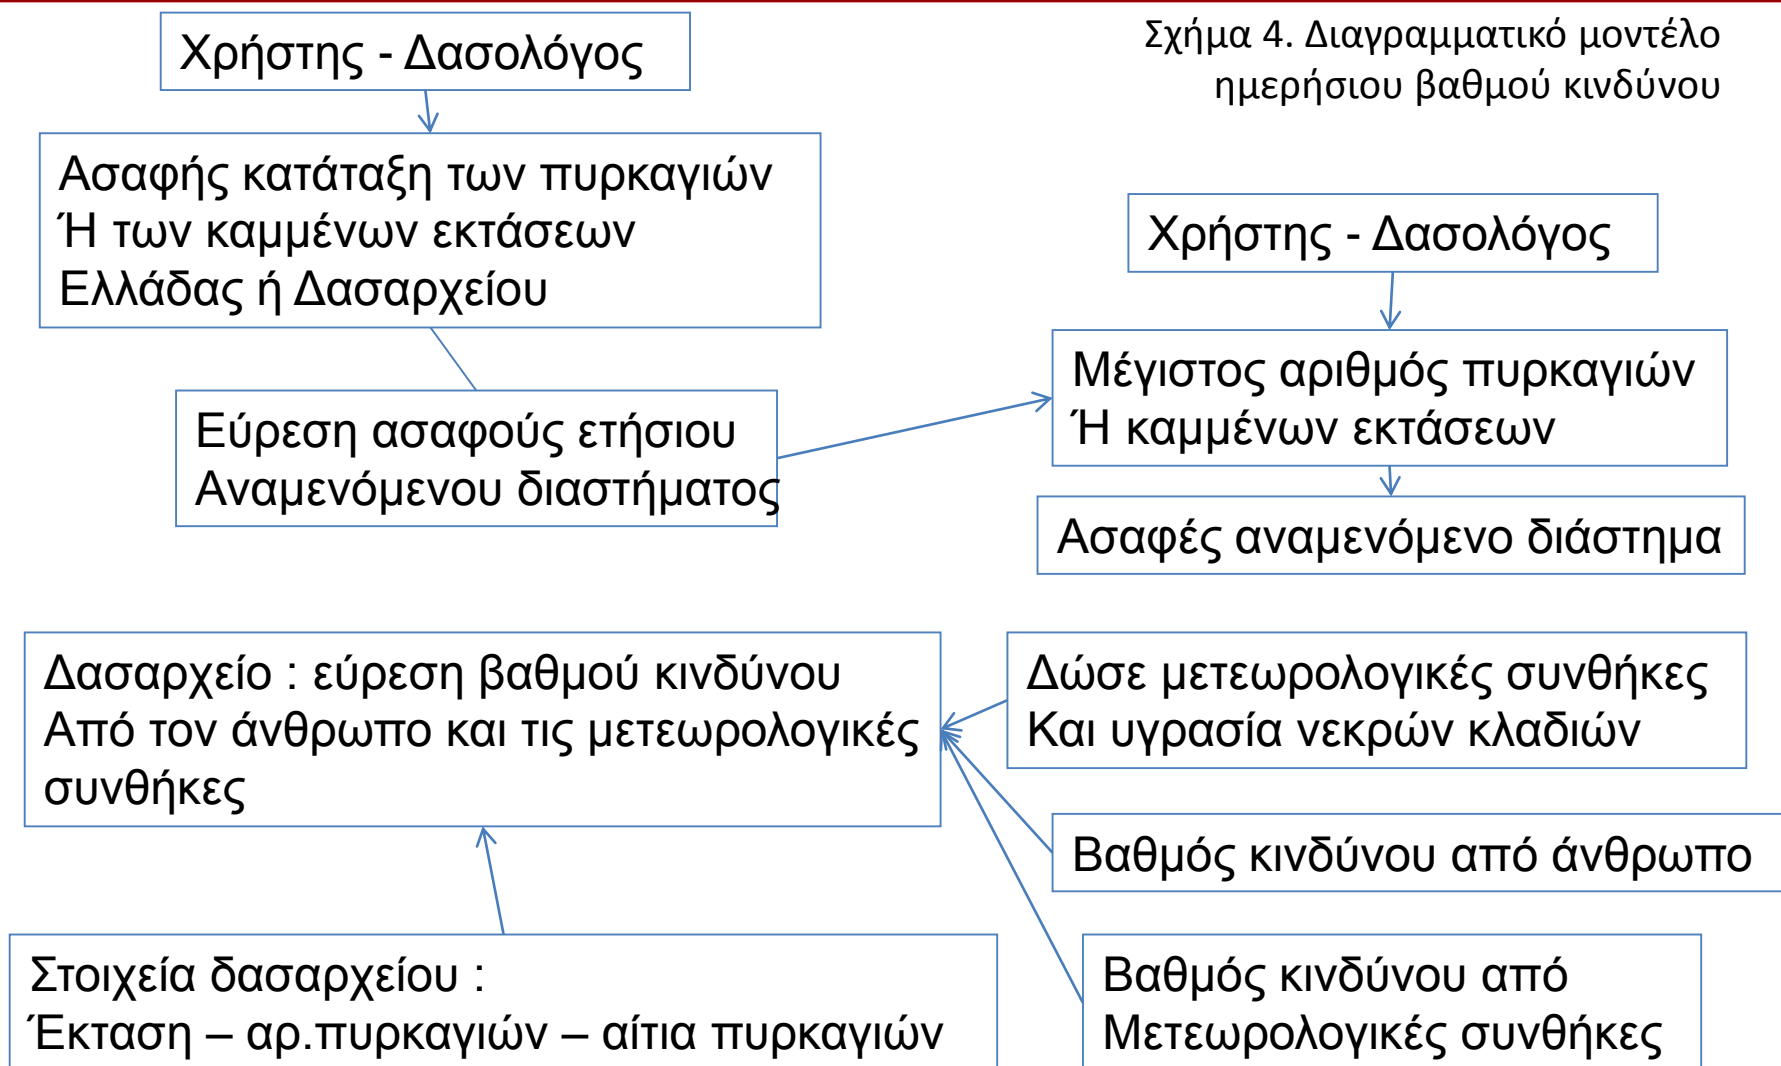 Σχήμα 4. Διαγραμματικό μοντέλο
ημερήσιου βαθμού κινδύνου
Χρήστης - Δασολόγος
Ασαφής κατάταξη των πυρκαγιών
Ή των καμμένων εκτάσεων
Ελλάδας ή Δασαρχείου
Εύρεση ασαφούς ετήσιου
Αναμενόμενου διαστήματος
Χρήστης - Δασολόγος
Μέγιστος αριθμός πυρκαγιών
Ή καμμένων εκτάσεων
Ασαφές αναμενόμενο διάστημα
Δασαρχείο : εύρεση βαθμού κινδύνου
Από τον άνθρωπο και τις μετεωρολογικές
συνθήκες
Δώσε μετεωρολογικές συνθήκες
Και υγρασία νεκρών κλαδιών
Βαθμός κινδύνου από άνθρωπο
Στοιχεία δασαρχείου :
Έκταση – αρ.πυρκαγιών – αίτια πυρκαγιών
Βαθμός κινδύνου από
Μετεωρολογικές συνθήκες